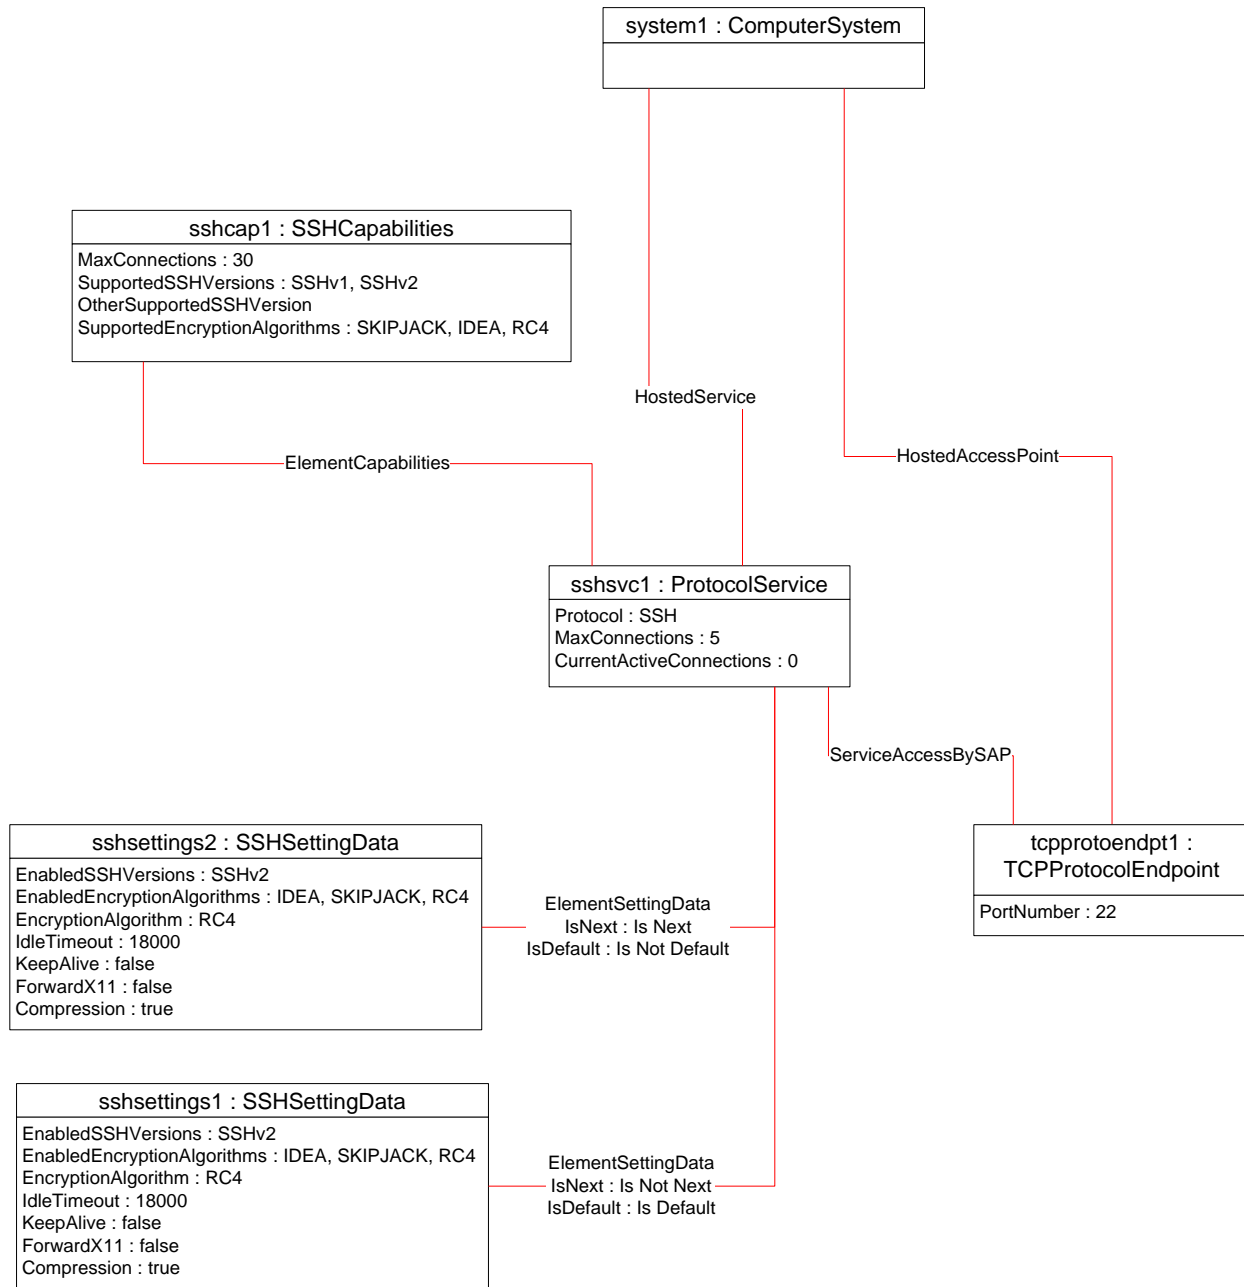 system1 : ComputerSystem
sshcap1 : SSHCapabilities
MaxConnections : 30
SupportedSSHVersions : SSHv1, SSHv2
OtherSupportedSSHVersion
SupportedEncryptionAlgorithms : SKIPJACK, IDEA, RC4
HostedService
ElementCapabilities
HostedAccessPoint
sshsvc1 : ProtocolService
Protocol : SSH
MaxConnections : 5
CurrentActiveConnections : 0
ServiceAccessBySAP
sshsettings2 : SSHSettingData
EnabledSSHVersions : SSHv2
EnabledEncryptionAlgorithms : IDEA, SKIPJACK, RC4
EncryptionAlgorithm : RC4
IdleTimeout : 18000
KeepAlive : false
ForwardX11 : false
Compression : true
ElementSettingData
IsNext : Is Next
IsDefault : Is Not Default
tcpprotoendpt1 :
TCPProtocolEndpoint
PortNumber : 22
sshsettings1 : SSHSettingData
EnabledSSHVersions : SSHv2
EnabledEncryptionAlgorithms : IDEA, SKIPJACK, RC4
EncryptionAlgorithm : RC4
IdleTimeout : 18000
KeepAlive : false
ForwardX11 : false
Compression : true
ElementSettingData
IsNext : Is Not Next
IsDefault : Is Default